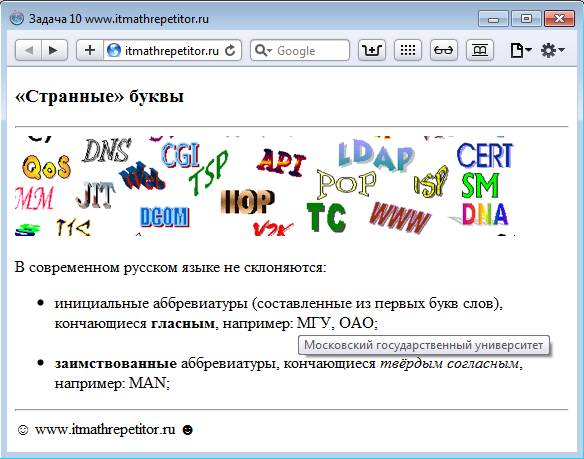 Задача 10 www.itmathrepetitor.ru
itmathrepetitor.ru
Google
«Странные» буквы
DNS CGI API LDAP CERT
QoS Web TSP POP ISP SM
MM JIT IIOP DNA
DCOM TC WWW
Y2K
В современном русском языке не склоняются:
инициальные аббревиатуры (составленные из первых букв слов),
кончающиеся гласным, например: МГУ, ОАО;
Московский государственный университет
заимствованные аббревиатуры, кончающиеся твёрдым согласным,
например: MAN;
☺ www.itmathrepetitor.ru ☻